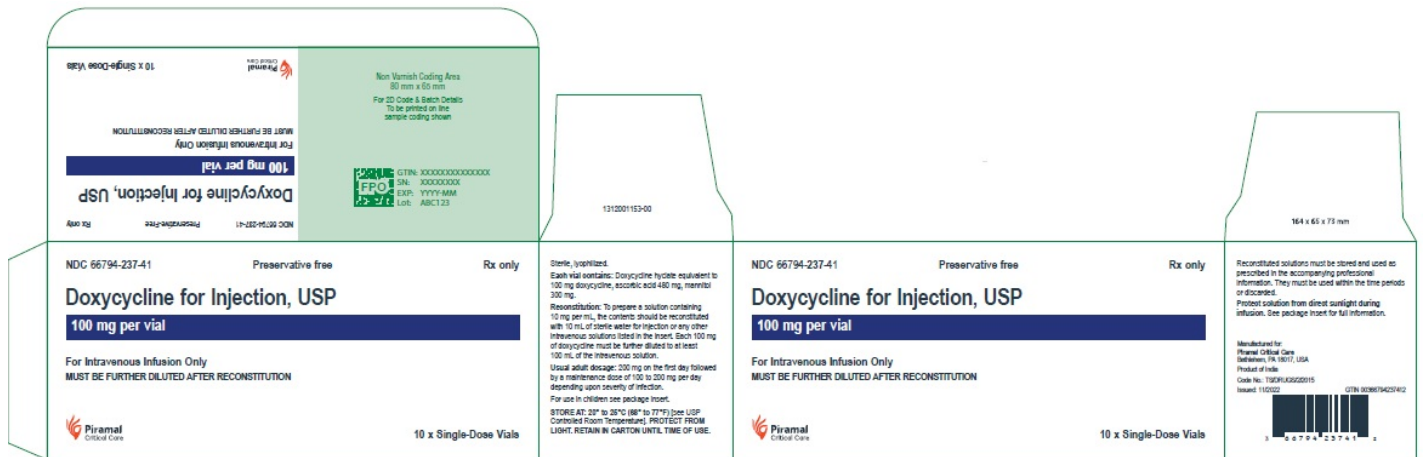 10 x Single-Dose Vials
Piramal
Critical Care
MUST BE FURTHER DILUTED AFTER RECONSTITUTION
For Intravenous Infusion Only
100 mg per vial
Doxycycline for Injection, USP
NDC 66794-237-41 Preservative-Free Rx only
Non Varnish Coding Area
80 mm x 65 mm
For 2D Code & Batch Details
To be printed on line
sample coding shown
FPO
GTIN: XXXXXXXXXXXXXX
SN: XXXXXXXX
EXP: YYYY-MM
Lot: ABC123
1312001153-00
164 x 65 x 73 mm
NDC 66794-237-41 Preservative free Rx only
Doxycycline for Injection, USP
100 mg per vial
For Intravenous Infusion Only
MUST BE FURTHER DILUTED AFTER RECONSTITUTION
Piramal
Critical Care
10 x Single-Dose Vials
Sterile, lyophilized.
Each vial contains: Doxycycline hyclate equivalent to
100 mg doxycycline, ascorbic acid 480 mg, mannitol
300 mg.
Reconstitution: To prepare a solution containing
10 mg per mL, the contents should be reconstituted
with 10 mL of sterile water for injection or any other
intravenous solutions listed in the insert. Each 100 mg
of doxycycline must be further diluted to at least
100 mL of the intravenous solution.
Usual adult dosage: 200 mg on the first day followed
by a maintenance dose of 100 to 200 mg per day
depending upon severity of infection.
For use in children see package insert.
STORE AT: 20° to 25°C (68° to 77°F) [see USP
Controlled Room Temperature]. PROTECT FROM
LIGHT. RETAIN IN CARTON UNTIL TIME OF USE.
NDC 66794-237-41 Preservative free Rx only
Doxycycline for Injection, USP
100 mg per vial
For Intravenous Infusion Only
MUST BE FURTHER DILUTED AFTER RECONSTITUTION
Piramal
Critical Care
10 x Single-Dose Vials
Reconstituted solutions must be stored and used as
prescribed in the accompanying professional
information. They must be used within the time periods
or discarded.
Protect solution from direct sunlight during
infusion. See package insert for full information.
Manufactured for:
Piramal Critical Care
Bethlehem, PA 18017, USA
Product of India
Code No.:
Issued: 11/2022 GTIN 00366794237412
3 66794 23741 2